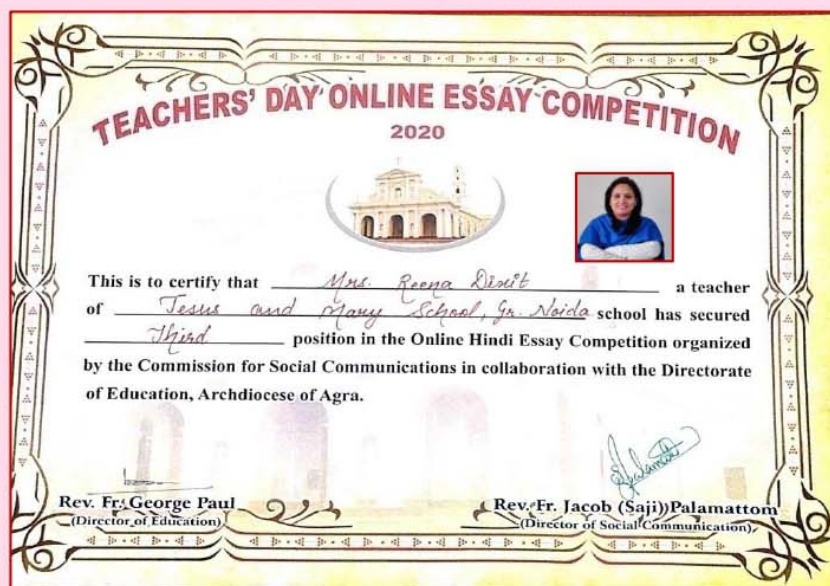 TEACHERS' DAY ONLINE ESSAY COMPETITION
2020
This is to certify that Mrs. Reena Dixit a teacher
of Jesus and Mary School, Gr. Noida school has secured
Third position in the Online Hindi Essay Competition organized
by the Commission for Social Communications in collaboration with the Directorate
of Education, Archdiocese of Agra.
Rev. Fr. George Paul
(Director of Education)
Rev. Fr. Jacob (Saji) Palamattom
(Director of Social Communication)